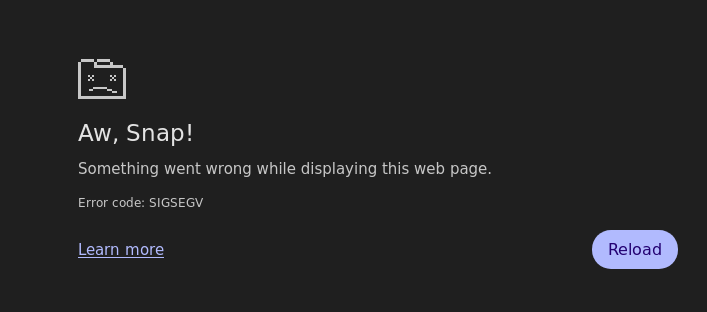 Aw, Snap!
Something went wrong while displaying this web page.
Error code: SIGSEGV
Learn more
Reload